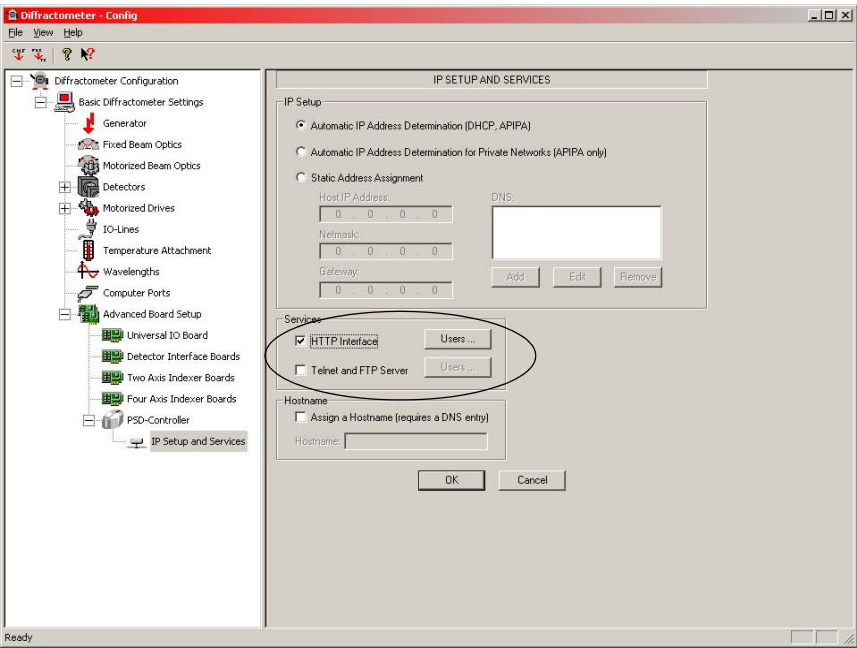 Diffractometer - Config
File View Help
Diffractometer Configuration
Basic Diffractometer Settings
Generator
Fixed Beam Optics
Motorized Beam Optics
Detectors
Motorized Drives
IO-Lines
Temperature Attachment
Wavelengths
Computer Ports
Advanced Board Setup
Universal IO Board
Detector Interface Boards
Two Axis Indexer Boards
Four Axis Indexer Boards
PSD-Controller
IP Setup and Services
IP SETUP AND SERVICES
IP Setup
Automatic IP Address Determination (DHCP, APIPA)
Automatic IP Address Determination for Private Networks (APIPA only)
Static Address Assignment
Host IP Address:
0 . 0 . 0 . 0
Netmask:
0 . 0 . 0 . 0
Gateway:
0 . 0 . 0 . 0
DNS:
Add Edit Remove
Services
HTTP Interface Users ...
Telnet and FTP Server Users ...
Hostname
Assign a Hostname (requires a DNS entry)
Hostname:
OK Cancel
Ready